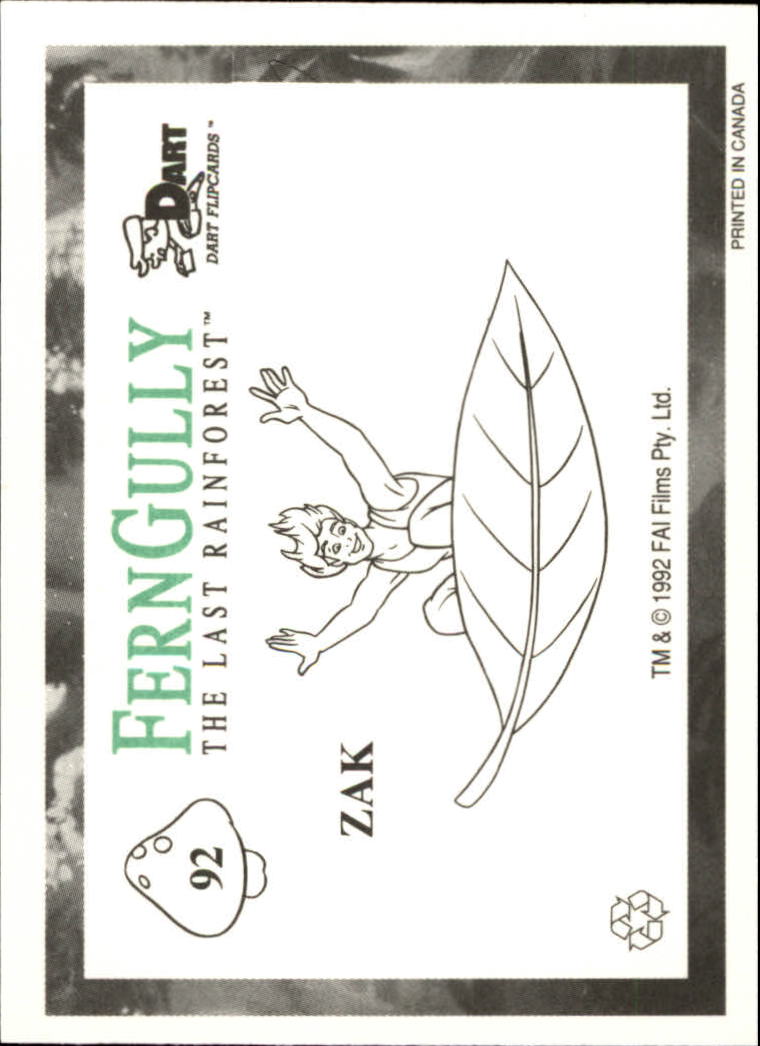 92
FERNGULLY
THE LAST RAINFOREST™
DART
DART FLIPCARDS™
ZAK
TM & © 1992 FAI Films Pty. Ltd.
PRINTED IN CANADA